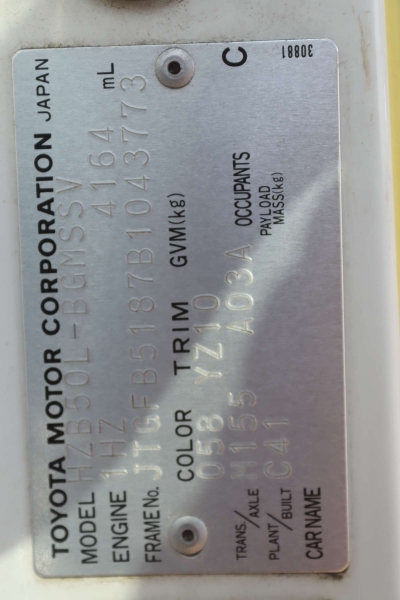 TOYOTA MOTOR CORPORATION JAPAN
MODEL HZB50L-BGMSSV
ENGINE 1HZ 4164 mL
FRAME No. JTGFB5187B1043773
COLOR TRIM GVM(kg)
058 YZ10
TRANS./AXLE M155 A03A OCCUPANTS
PLANT/BUILT C41 PAYLOAD MASS(kg)
CAR NAME
C
30881